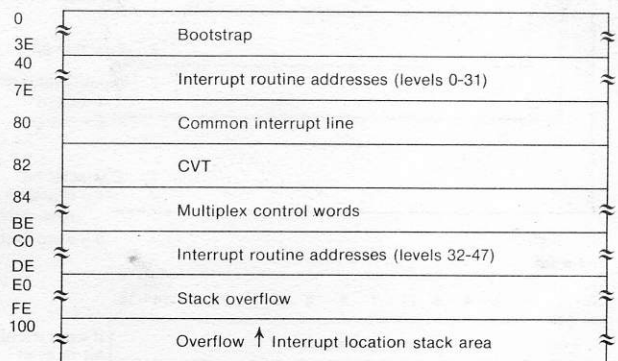 0
Bootstrap
3E
40
Interrupt routine addresses (levels 0-31)
7E
80 Common interrupt line
82 CVT
84
Multiplex control words
BE
C0
Interrupt routine addresses (levels 32-47)
DE
E0
Stack overflow
FE
100
Overflow ↑ Interrupt location stack area